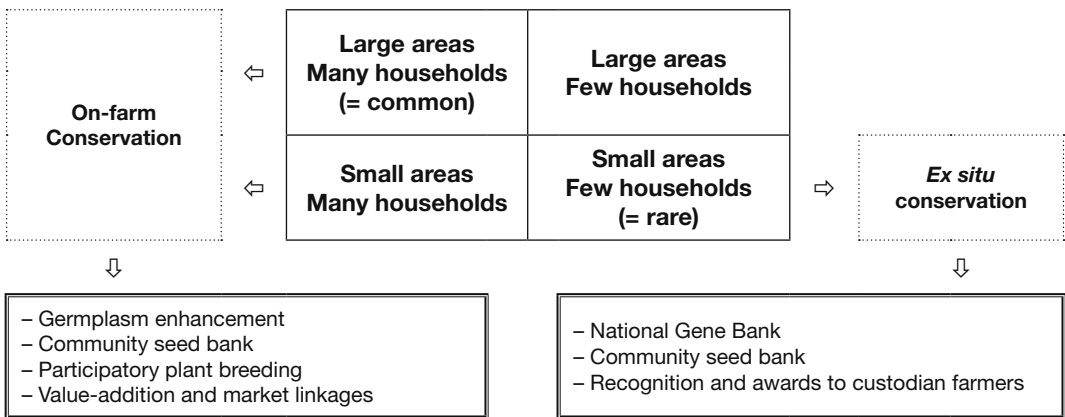 On-farm
Conservation
⇦
⇦
Large areas
Many households
(= common)
Large areas
Few households
Small areas
Many households
Small areas
Few households
(= rare)
⇨
Ex situ
conservation
⇩
⇩
– Germplasm enhancement
– Community seed bank
– Participatory plant breeding
– Value-addition and market linkages
– National Gene Bank
– Community seed bank
– Recognition and awards to custodian farmers